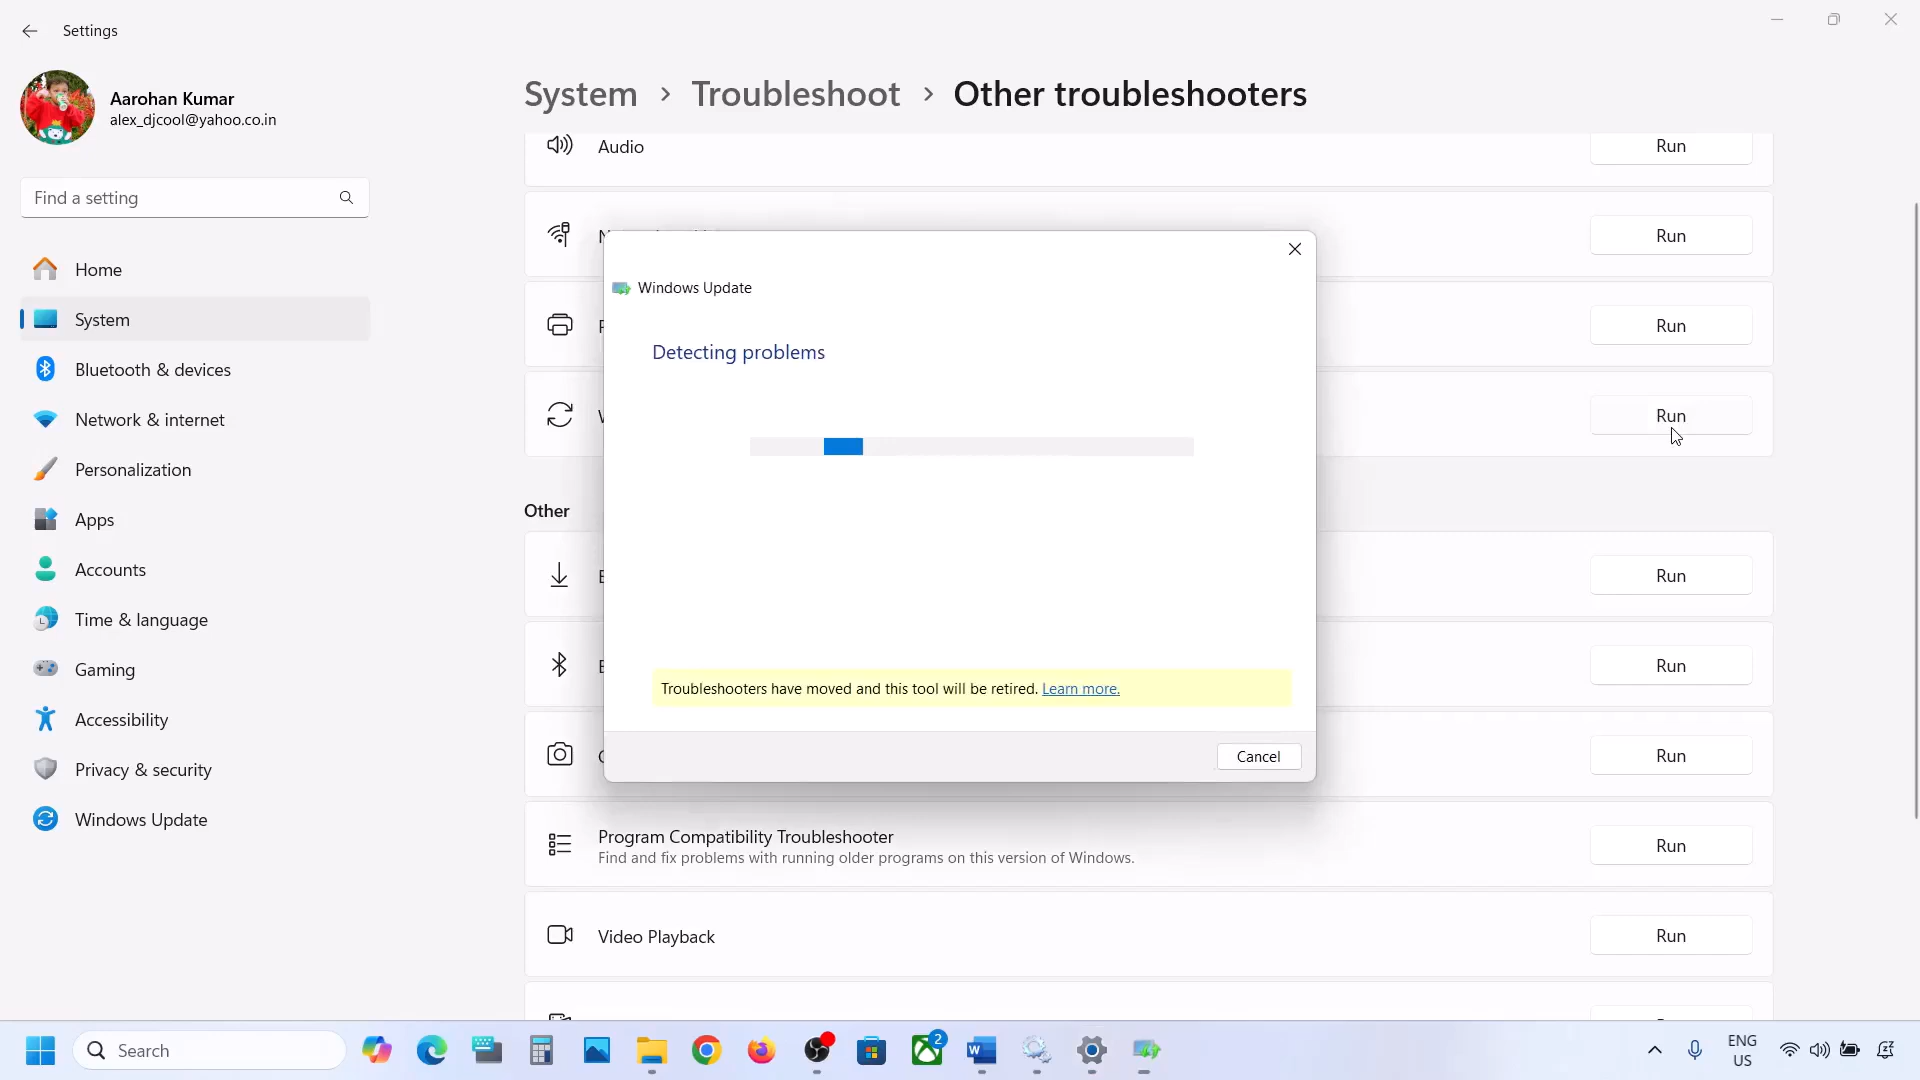 Settings
Aarohan Kumar
alex_djcool@yahoo.co.in
Find a setting
Home
System
Bluetooth & devices
Network & internet
Personalization
Apps
Accounts
Time & language
Gaming
Accessibility
Privacy & security
Windows Update
System > Troubleshoot > Other troubleshooters
Audio
Run
Run
Run
Run
Windows Update
Detecting problems
Troubleshooters have moved and this tool will be retired. Learn more.
Cancel
Other
Run
Run
Run
Program Compatibility Troubleshooter
Find and fix problems with running older programs on this version of Windows.
Run
Video Playback
Run
Search
2
ENG
US